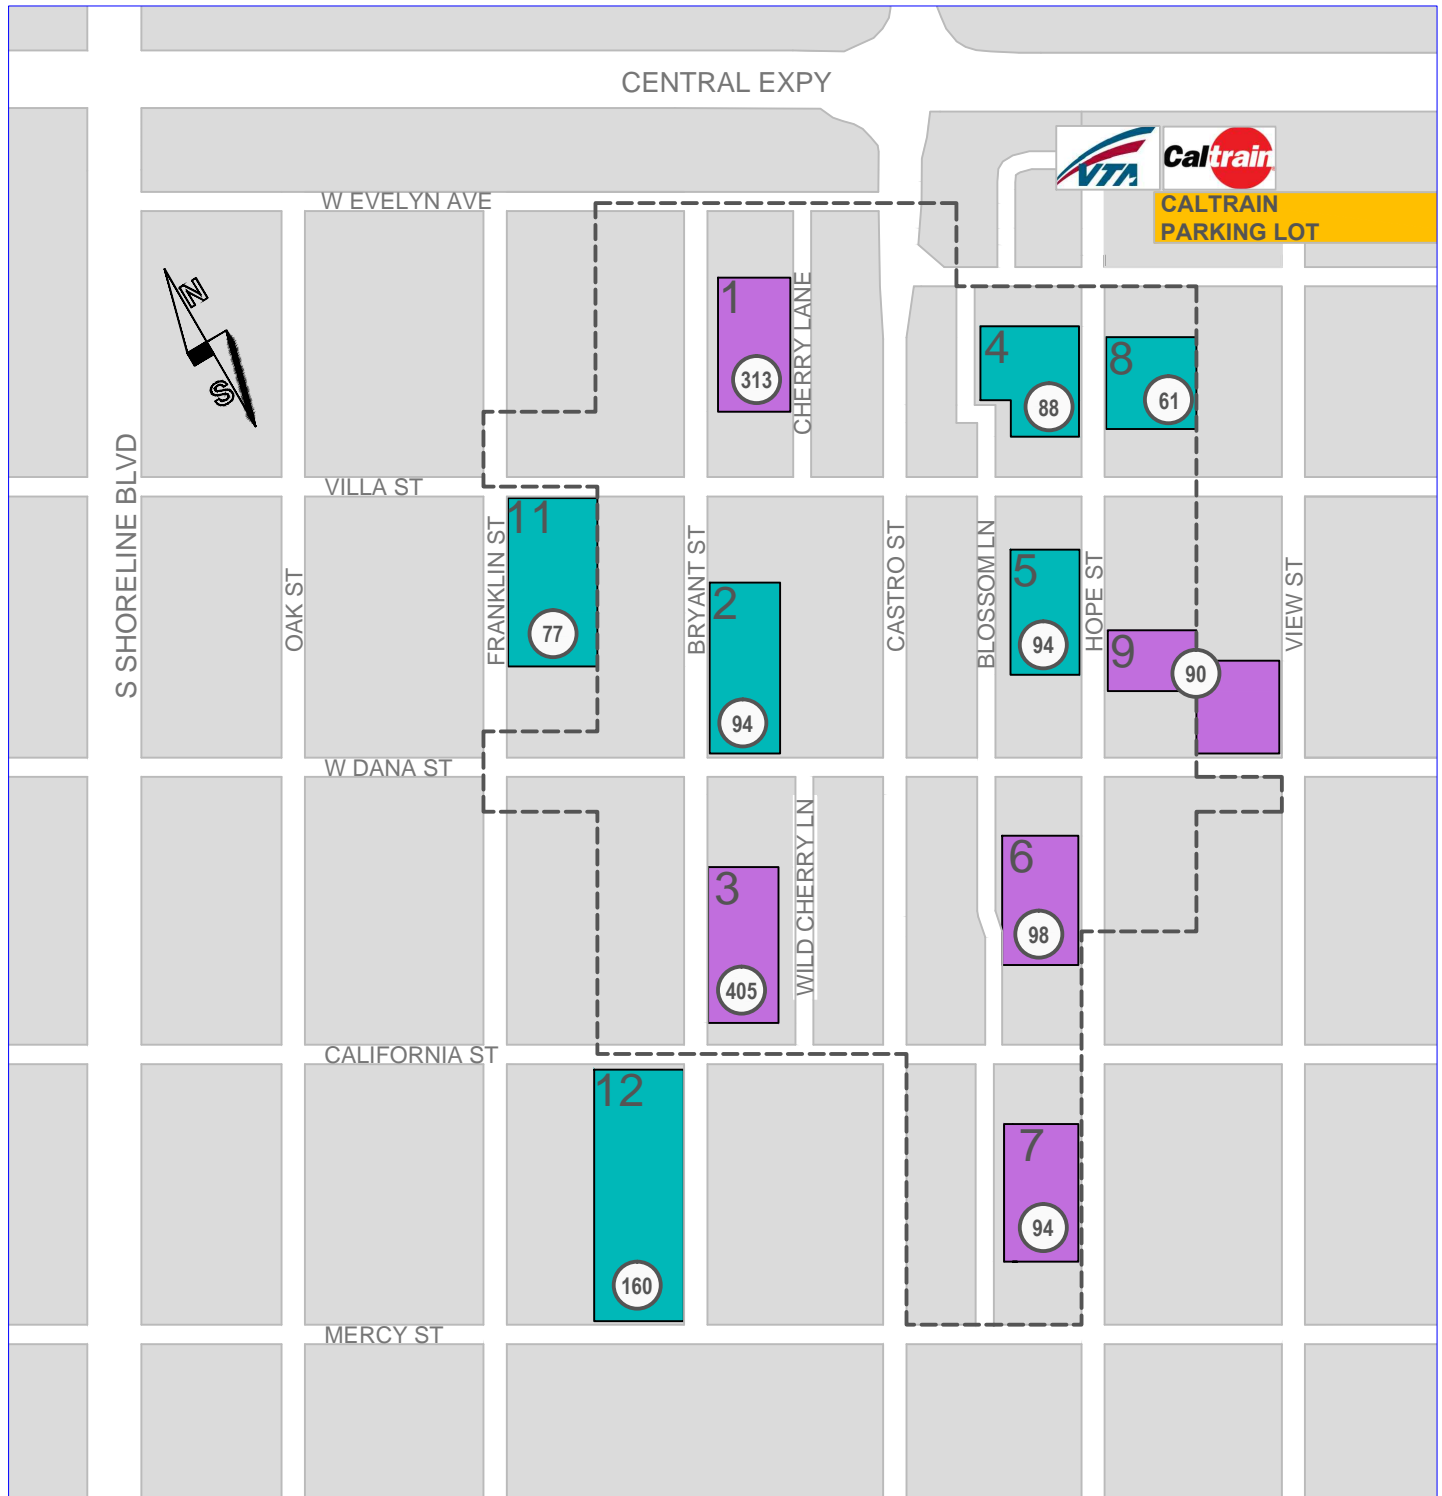 CENTRAL EXPY
VTA
Caltrain
CALTRAIN
PARKING LOT
W EVELYN AVE
N
S
1
313
CHERRY LANE
4
88
8
61
S SHORELINE BLVD
VILLA ST
OAK ST
FRANKLIN ST
11
77
BRYANT ST
2
94
CASTRO ST
BLOSSOM LN
5
94
HOPE ST
9
90
VIEW ST
W DANA ST
3
405
WILD CHERRY LN
6
98
CALIFORNIA ST
12
160
7
94
MERCY ST